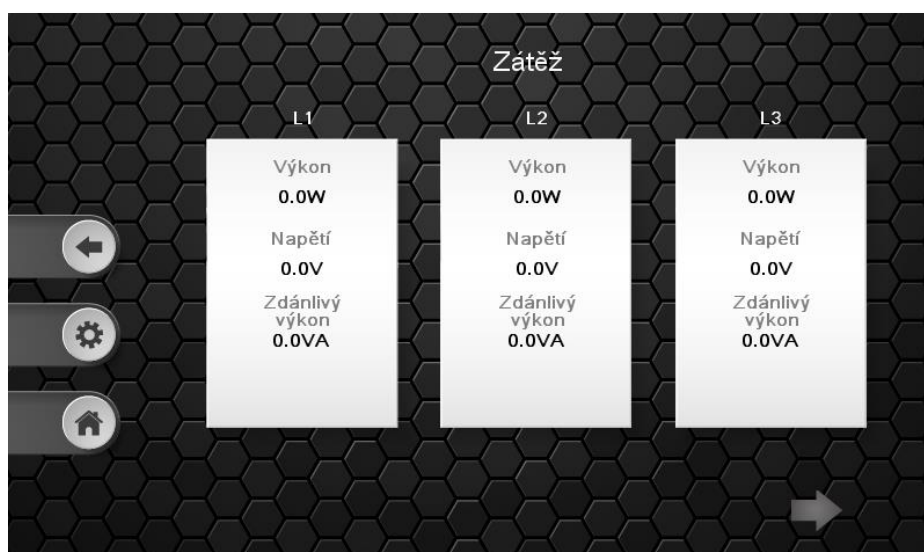 Zátěž
L1
L2
L3
Výkon
0.0W
Napětí
0.0V
Zdánlivý
výkon
0.0VA
Výkon
0.0W
Napětí
0.0V
Zdánlivý
výkon
0.0VA
Výkon
0.0W
Napětí
0.0V
Zdánlivý
výkon
0.0VA